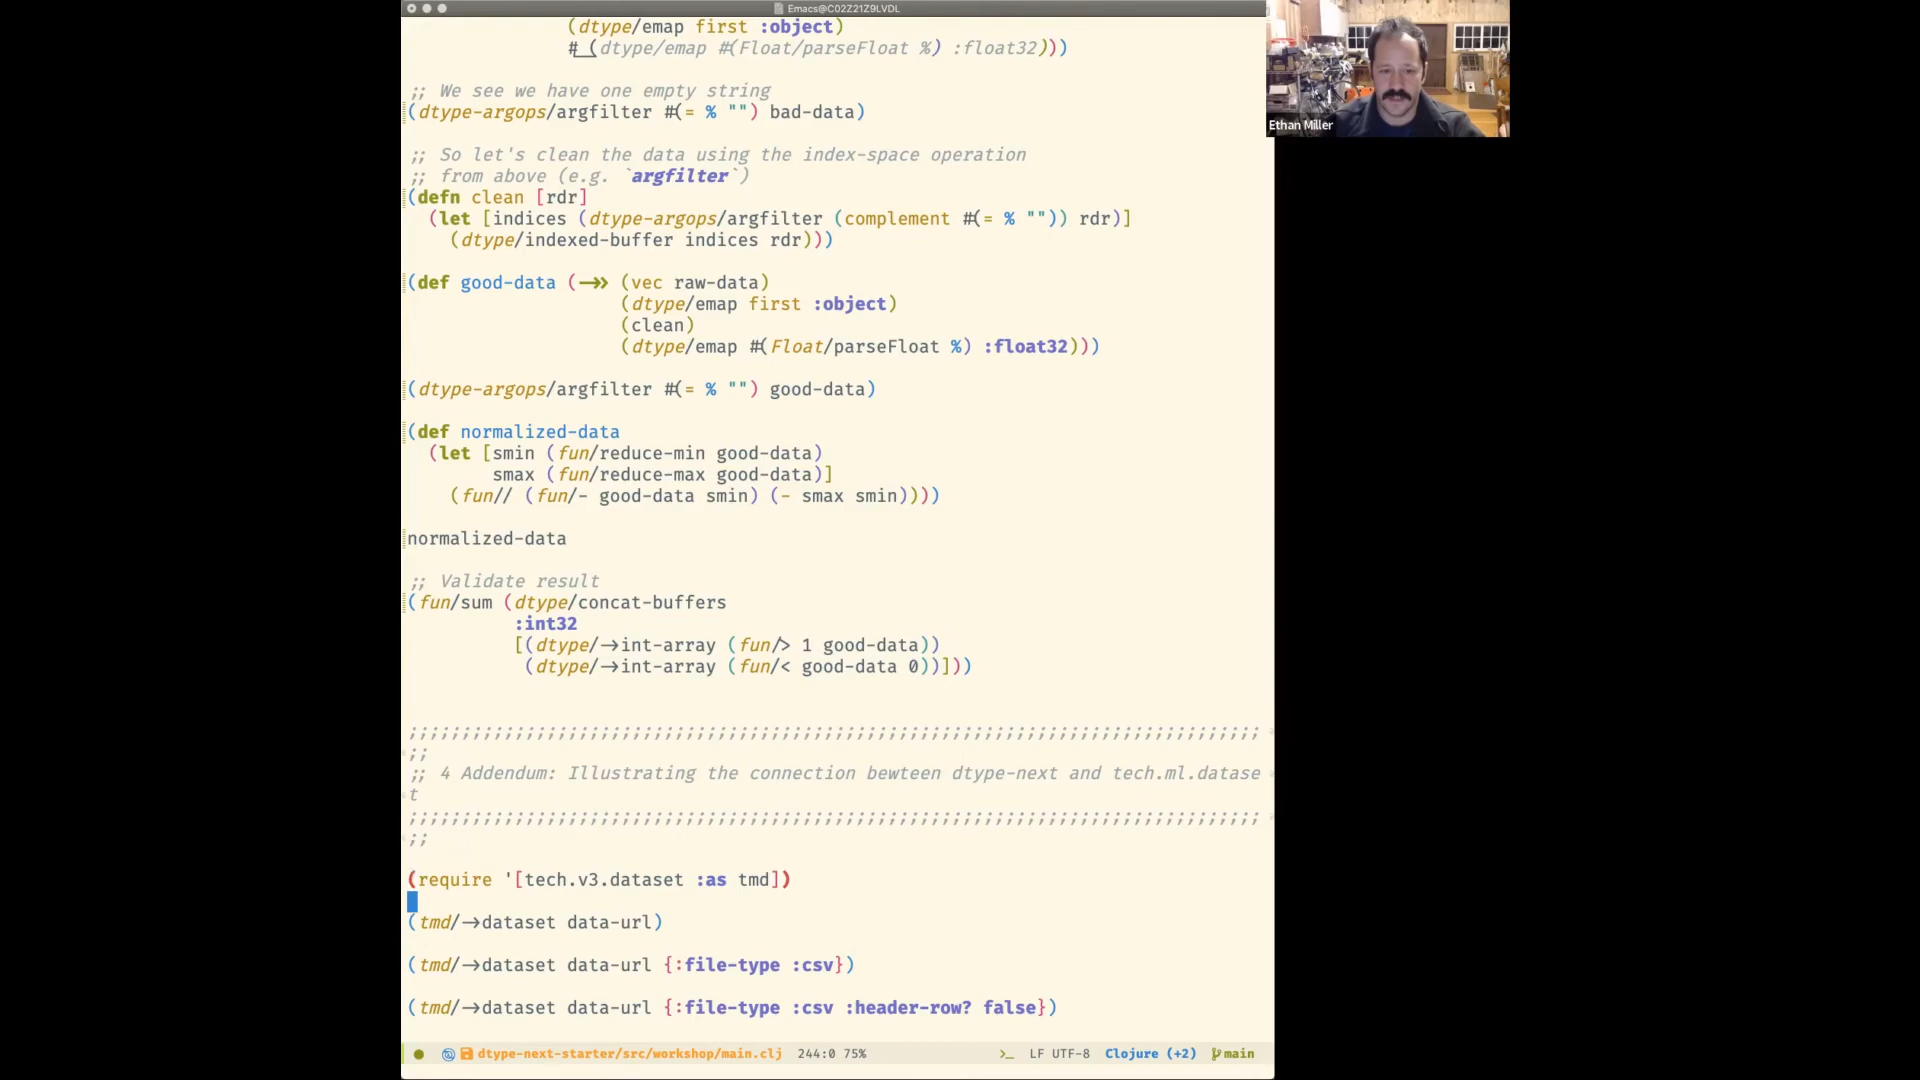 Emacs@C02Z21Z9LVDL
(dtype/emap first :object)
#_(dtype/emap #(Float/parseFloat %) :float32)))
;; We see we have one empty string
(dtype-argops/argfilter #(= % "") bad-data)
;; So let's clean the data using the index-space operation
;; from above (e.g. `argfilter`)
(defn clean [rdr]
(let [indices (dtype-argops/argfilter (complement #(= % "")) rdr)]
(dtype/indexed-buffer indices rdr)))
(def good-data (->> (vec raw-data)
(dtype/emap first :object)
(clean)
(dtype/emap #(Float/parseFloat %) :float32)))
(dtype-argops/argfilter #(= % "") good-data)
(def normalized-data
(let [smin (fun/reduce-min good-data)
smax (fun/reduce-max good-data)]
(fun// (fun/- good-data smin) (- smax smin))))
normalized-data
;; Validate result
(fun/sum (dtype/concat-buffers
:int32
[(dtype/->int-array (fun/> 1 good-data))
(dtype/->int-array (fun/< good-data 0))]))
;;;;;;;;;;;;;;;;;;;;;;;;;;;;;;;;;;;;;;;;;;;;;;;;;;;;;;;;;;;;;;;;;;;;;;;;;;;;;;;;
;;
;; 4 Addendum: Illustrating the connection bewteen dtype-next and tech.ml.datase
t
;;;;;;;;;;;;;;;;;;;;;;;;;;;;;;;;;;;;;;;;;;;;;;;;;;;;;;;;;;;;;;;;;;;;;;;;;;;;;;;;
;;
(require '[tech.v3.dataset :as tmd])
(tmd/->dataset data-url)
(tmd/->dataset data-url {:file-type :csv})
(tmd/->dataset data-url {:file-type :csv :header-row? false})
dtype-next-starter/src/workshop/main.clj 244:0 75% LF UTF-8 Clojure (+2) main
Ethan Miller